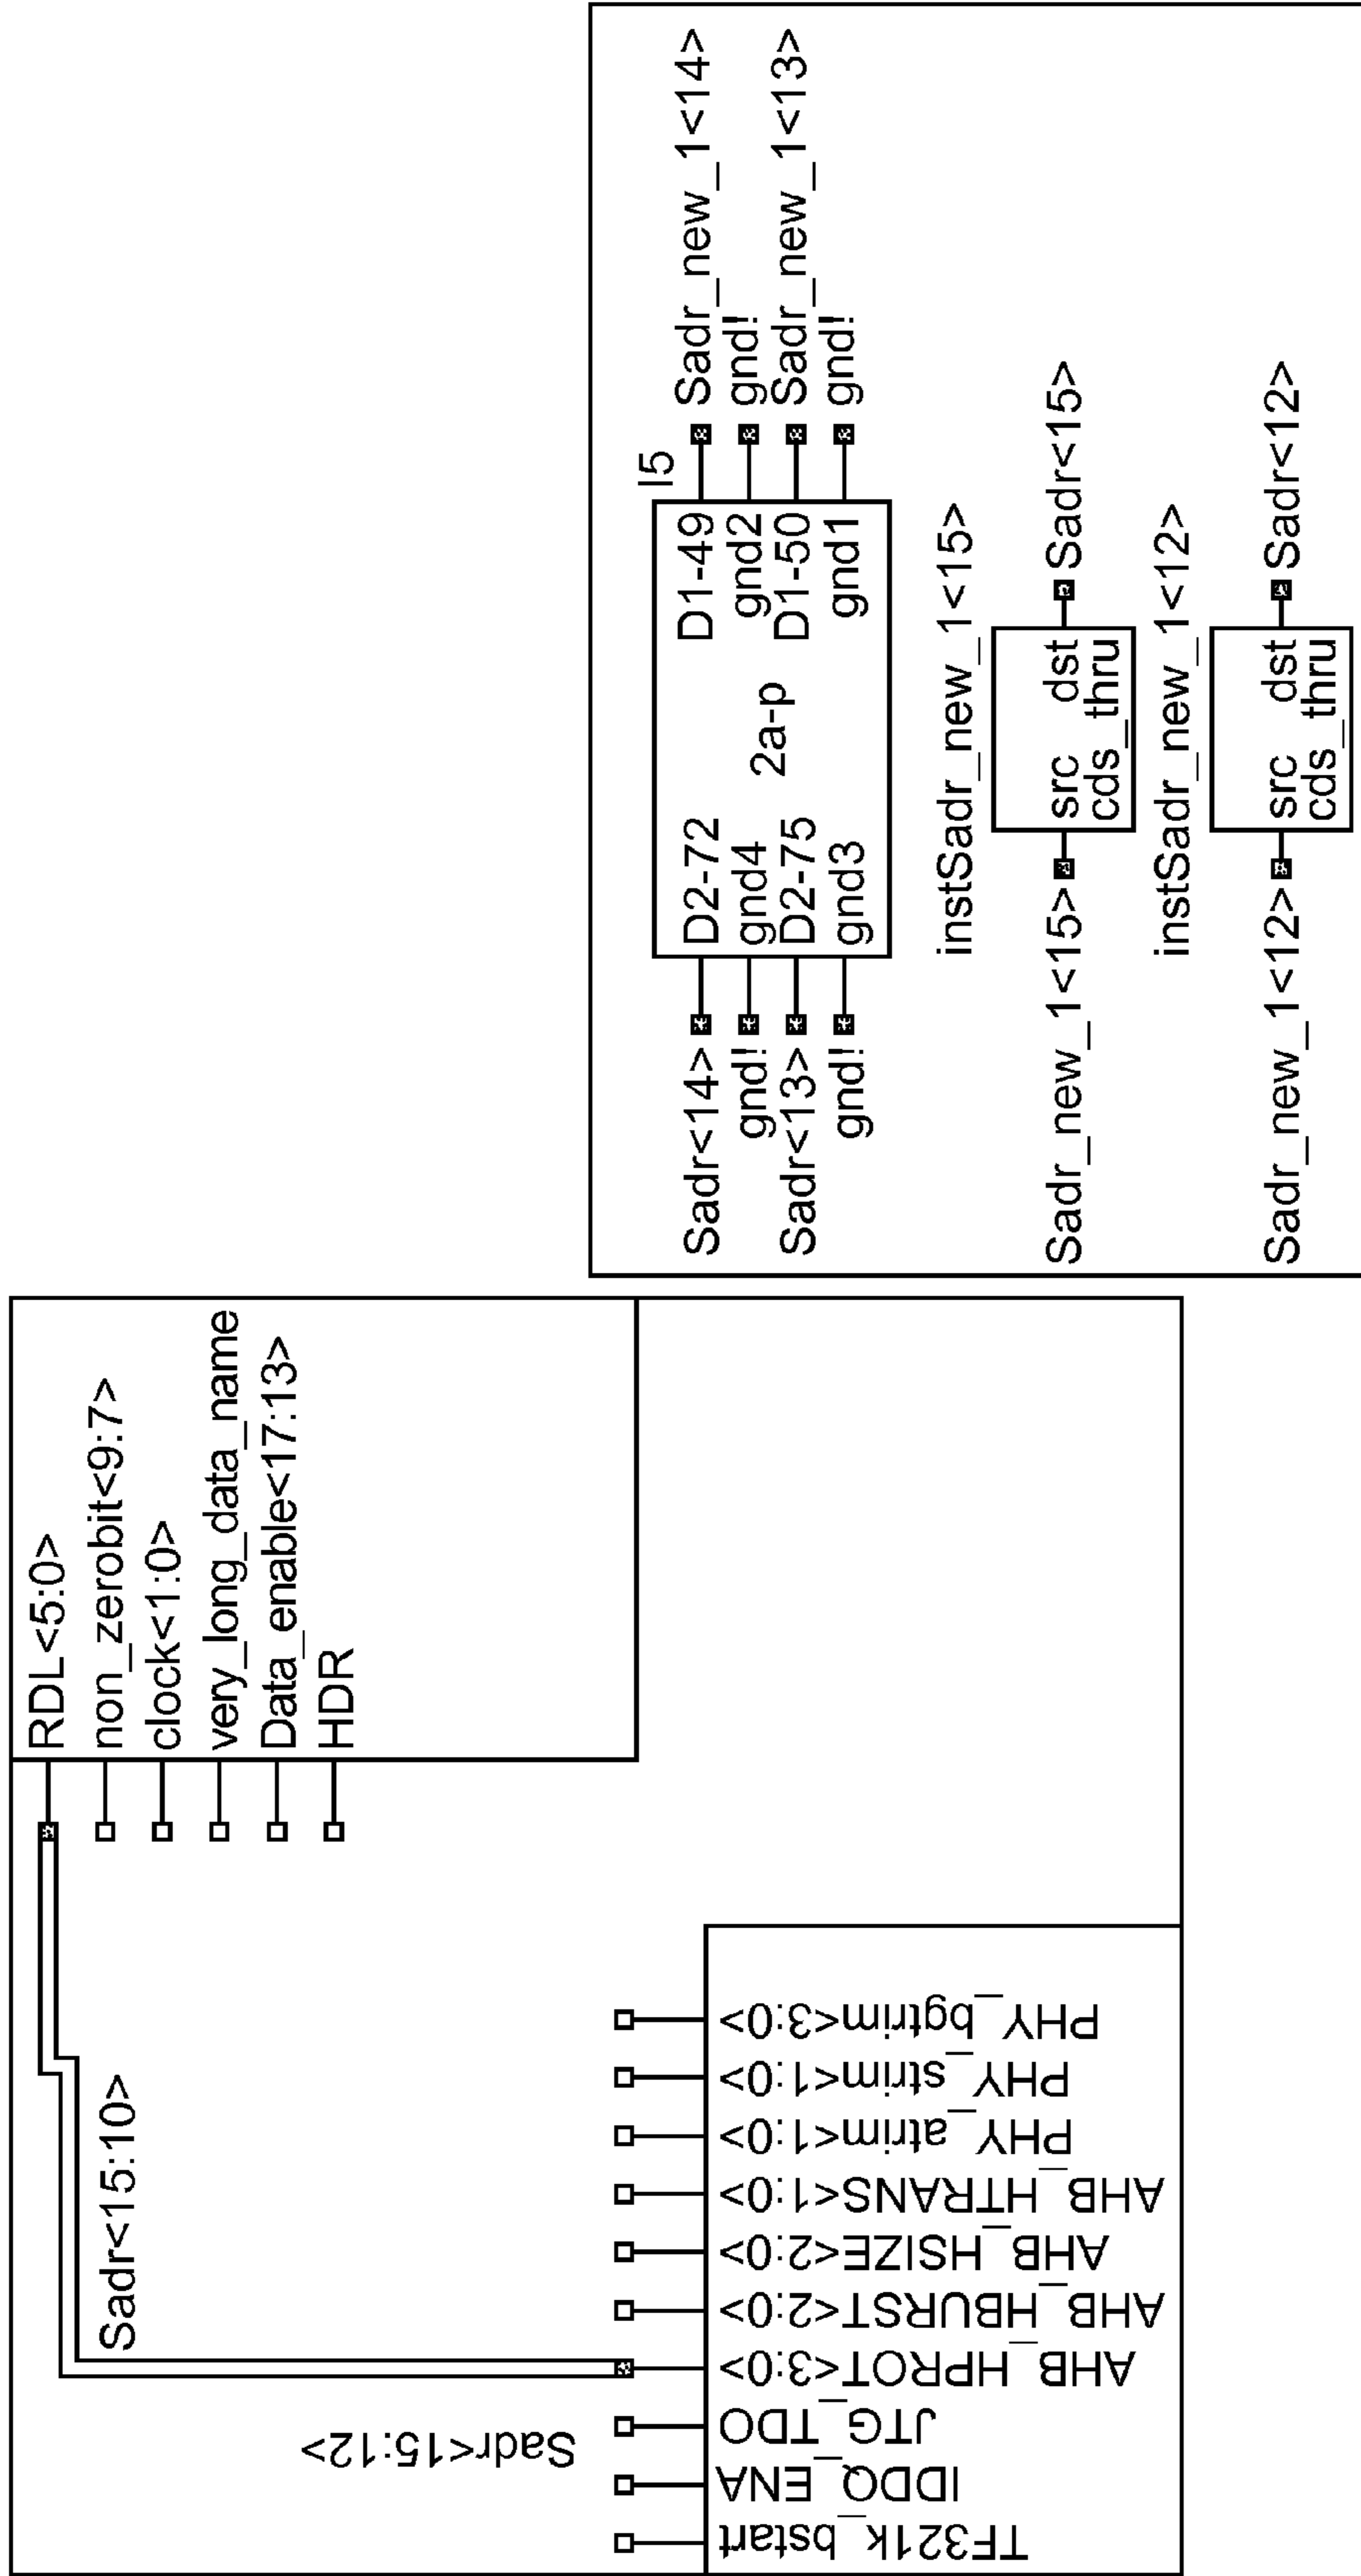 RDL<5:0>
non_zerobit<9:7>
clock<1:0>
very_long_data_name
Data_enable<17:13>
HDR
Sadr<15:10>
Sadr<15:12>
TF321k_bstart
IDDQ_ENA
JTG_TDO
AHB_HPROT<3:0>
AHB_HBURST<2:0>
AHB_HSIZE<2:0>
AHB_HTRANS<1:0>
PHY_atrim<1:0>
PHY_strim<1:0>
PHY_bgtrim<3:0>
I5
Sadr<14> D2-72 D1-49 Sadr_new_1<14>
gnd! gnd4 gnd2 gnd!
2a-p
Sadr<13> D2-75 D1-50 Sadr_new_1<13>
gnd! gnd3 gnd1 gnd!
instSadr_new_1<15>
Sadr_new_1<15> src dst Sadr<15>
cds_thru
instSadr_new_1<12>
Sadr_new_1<12> src dst Sadr<12>
cds_thru